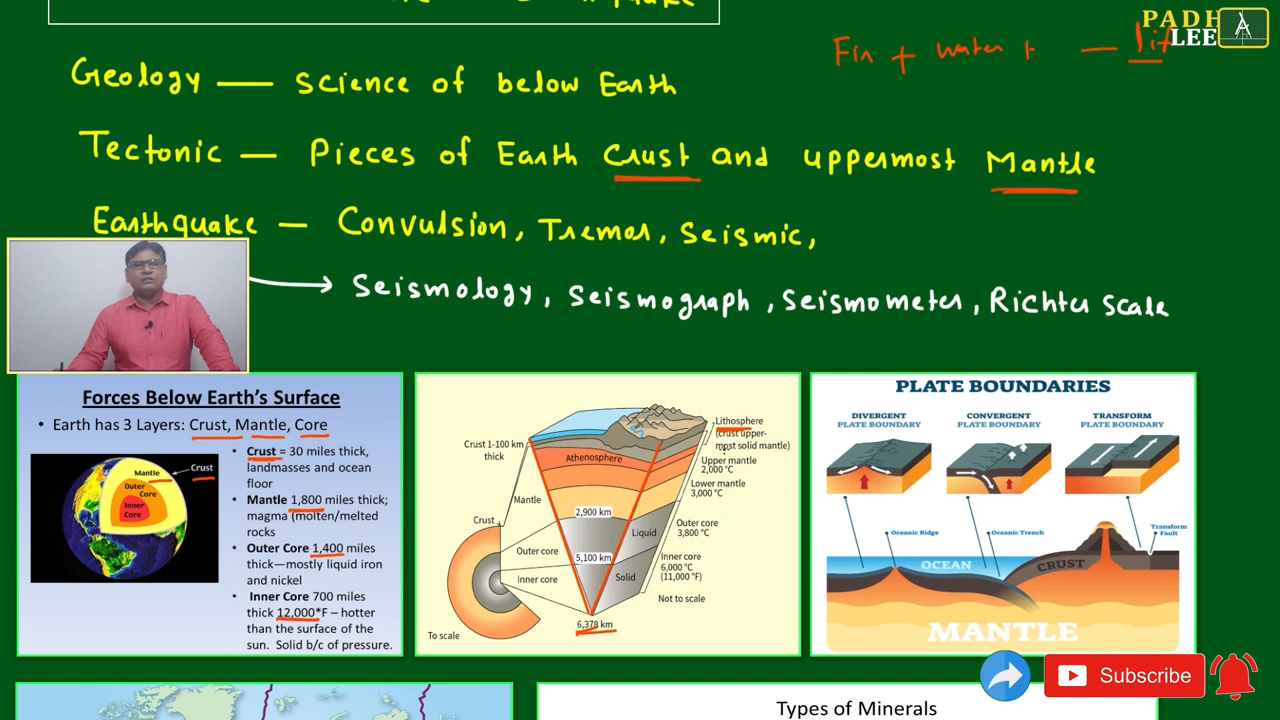 PADH
LEE
Fir + water + — lif
Geology — Science of below Earth
Tectonic — Pieces of Earth Crust and uppermost Mantle
Earthquake — Convulsion, Tremor, Seismic,
Seismology, Seismograph, Seismometer, Richter Scale
Forces Below Earth's Surface
• Earth has 3 Layers: Crust, Mantle, Core
Mantle
Crust
Outer
Core
Inner
Core
• Crust = 30 miles thick,
landmasses and ocean
floor
• Mantle 1,800 miles thick;
magma (molten/melted
rocks
• Outer Core 1,400 miles
thick—mostly liquid iron
and nickel
• Inner Core 700 miles
thick 12,000*F – hotter
than the surface of the
sun. Solid b/c of pressure.
Crust 1-100 km
thick
Athenosphere
Lithosphere
(crust upper-
most solid mantle)
Upper mantle
2,000 °C
Lower mantle
3,000 °C
Mantle
2,900 km
Crust
Liquid
Outer core
3,800 °C
Outer core
5,100 km
Inner core
6,000 °C
(11,000 °F)
Inner core
Solid
Not to scale
6,378 km
To scale
PLATE BOUNDARIES
DIVERGENT
PLATE BOUNDARY
CONVERGENT
PLATE BOUNDARY
TRANSFORM
PLATE BOUNDARY
Oceanic Ridge
Oceanic Trench
Transform
Fault
OCEAN
CRUST
MANTLE
Subscribe
Types of Minerals